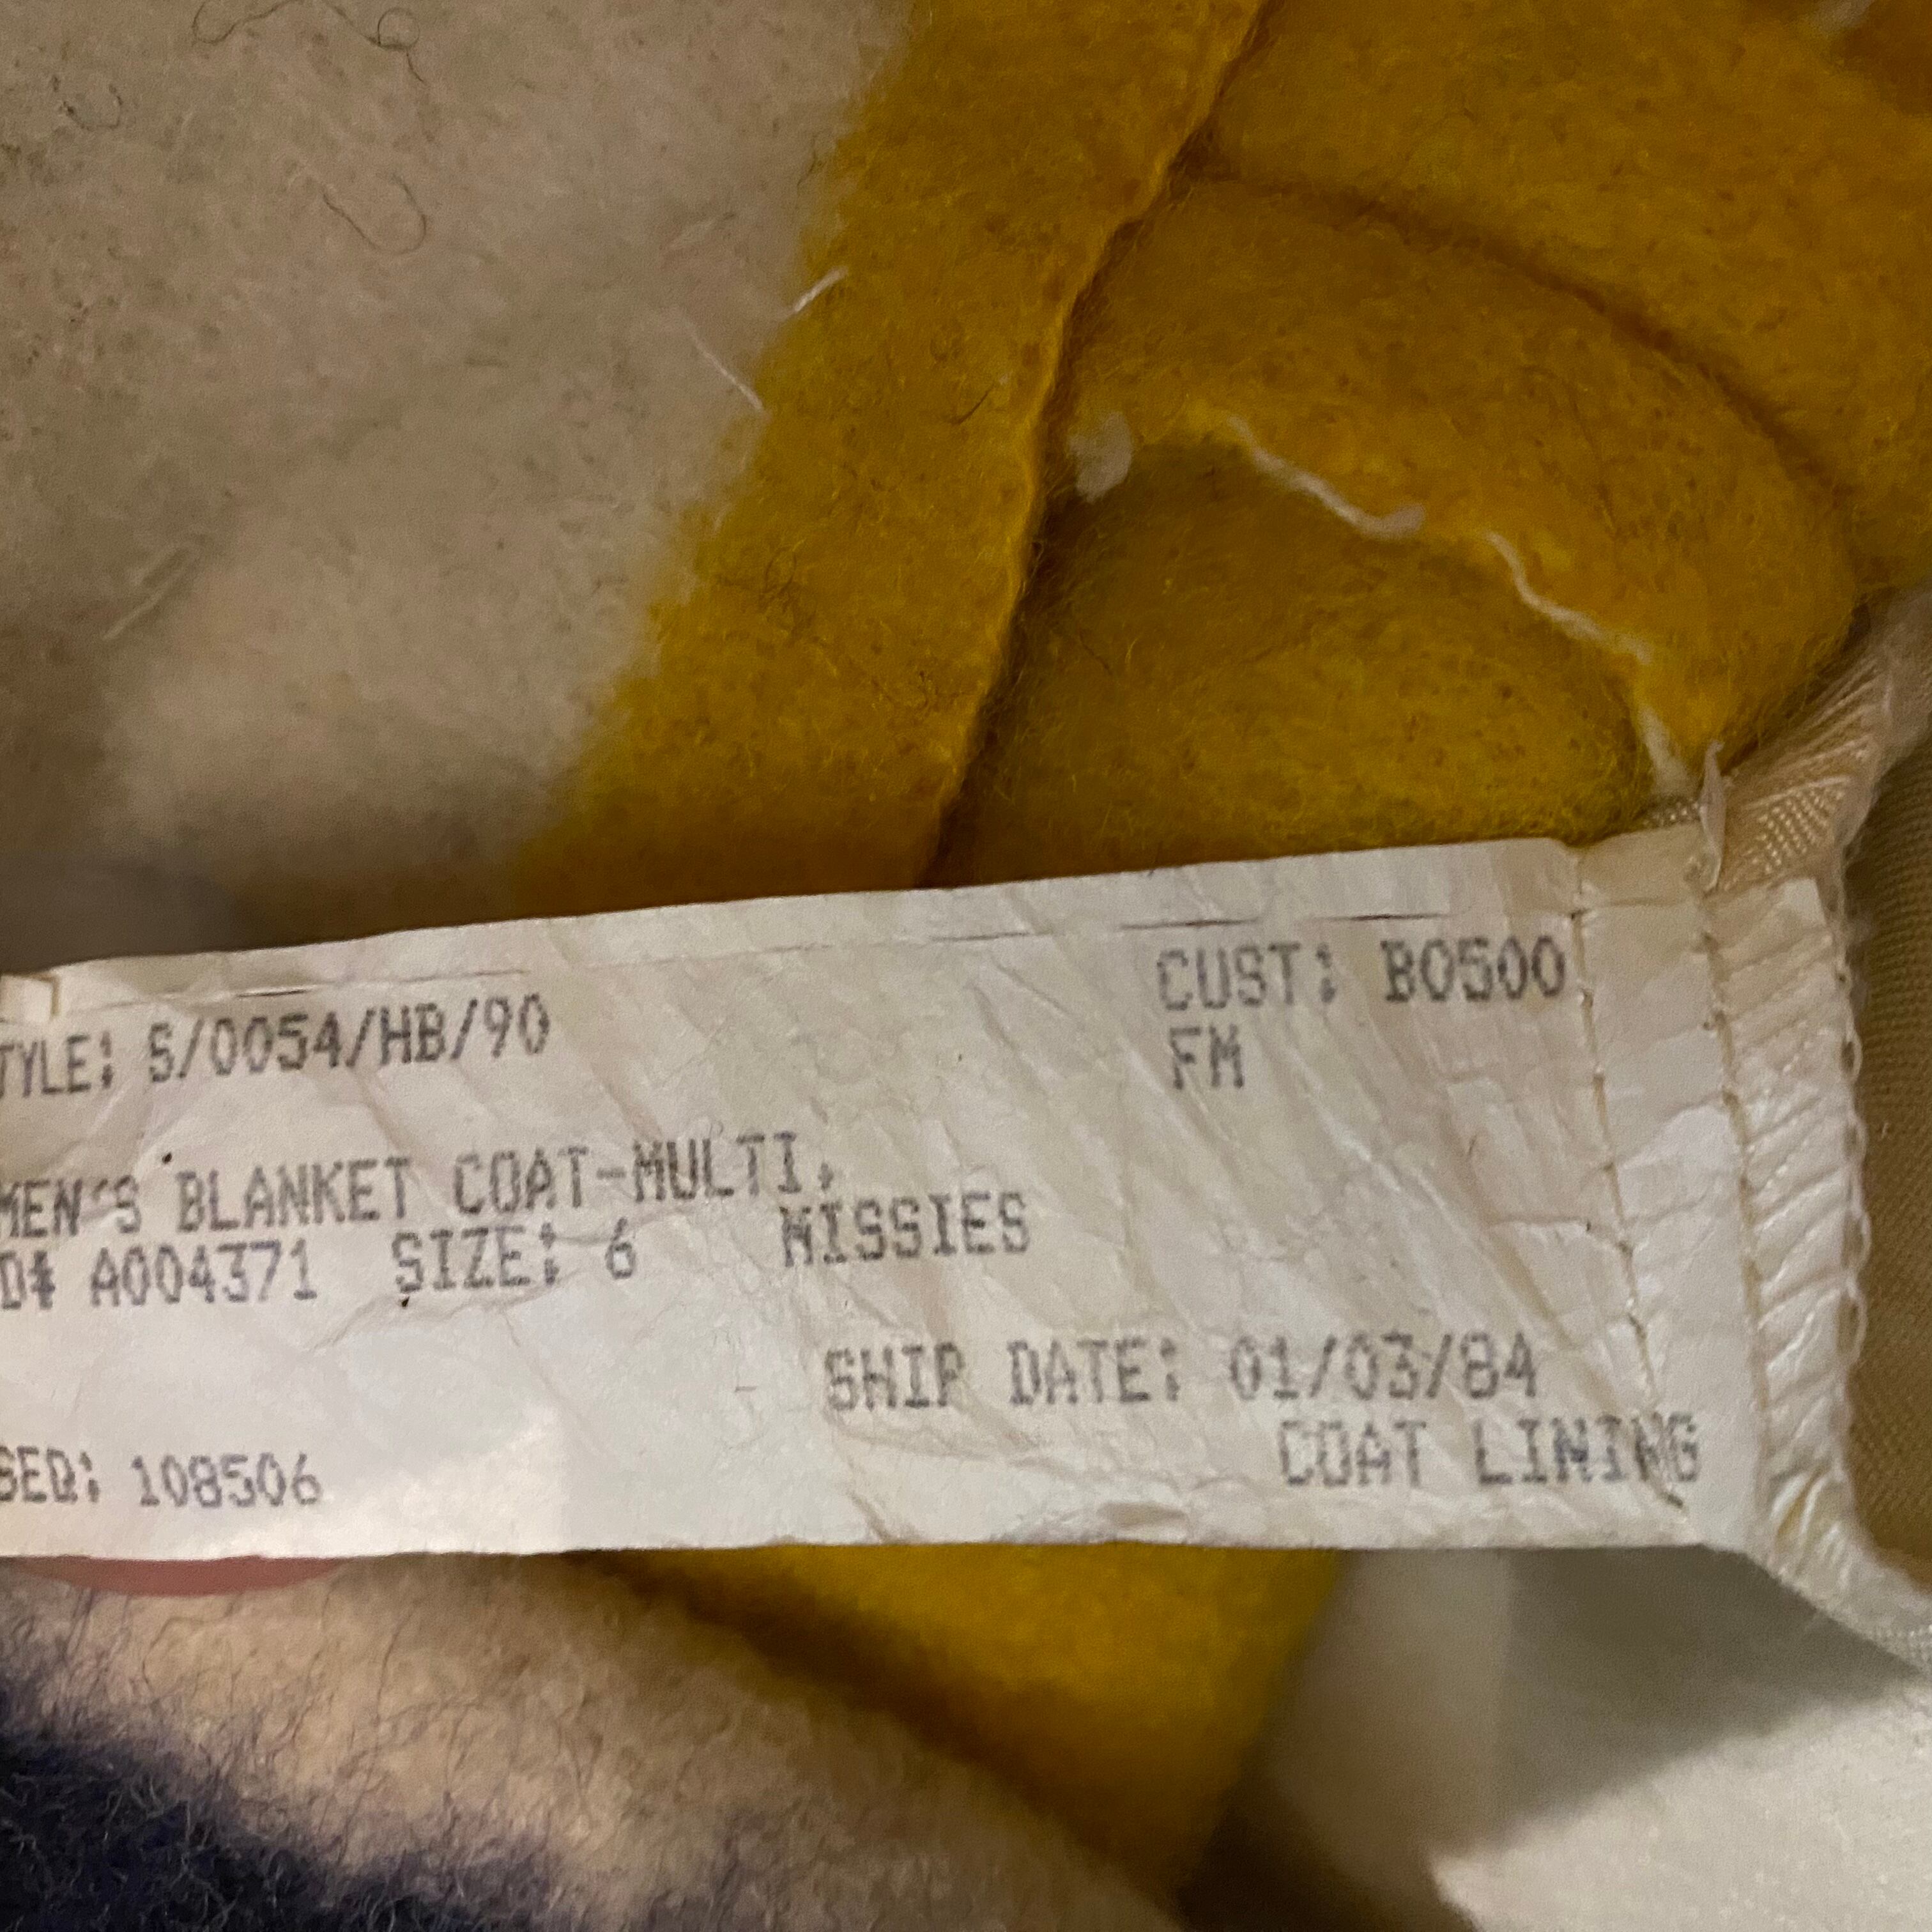 TYLE: S/0054/HB/90
CUST: B0500
FM
MEN'S BLANKET COAT-MULTI,
D# A004371 SIZE: 6 MISSIES
SHIP DATE: 01/03/84
COAT LINING
SEQ: 108506